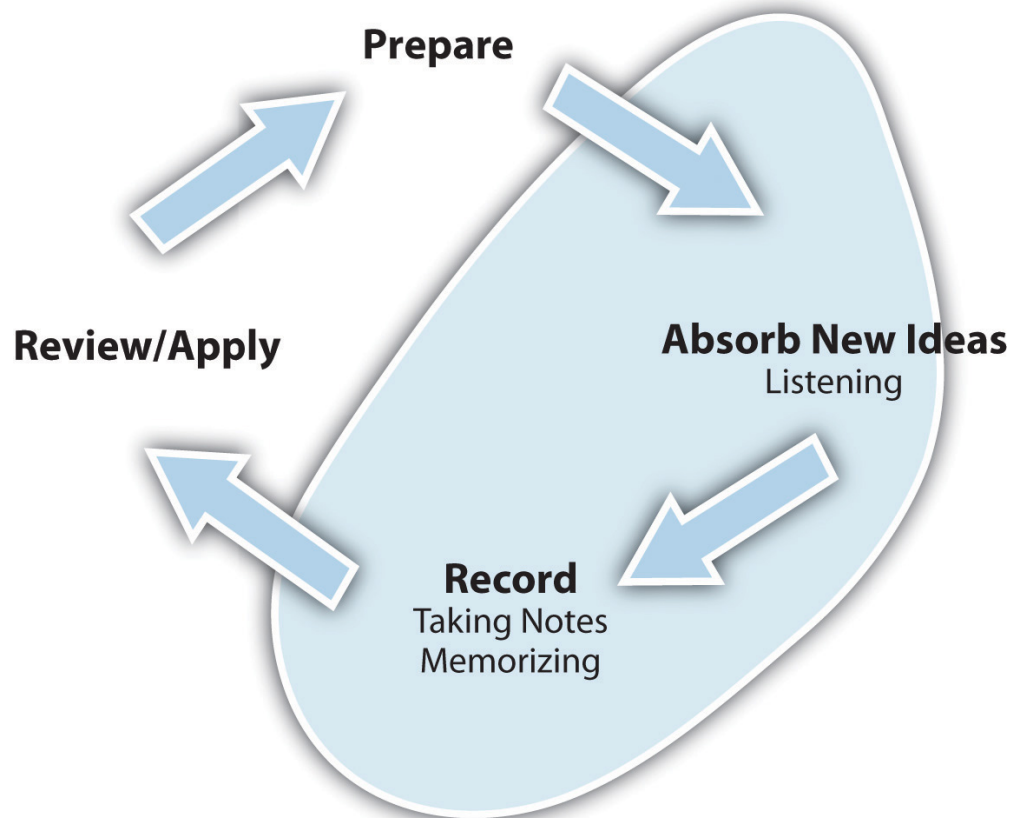 Prepare
Absorb New Ideas
Listening
Record
Taking Notes
Memorizing
Review/Apply